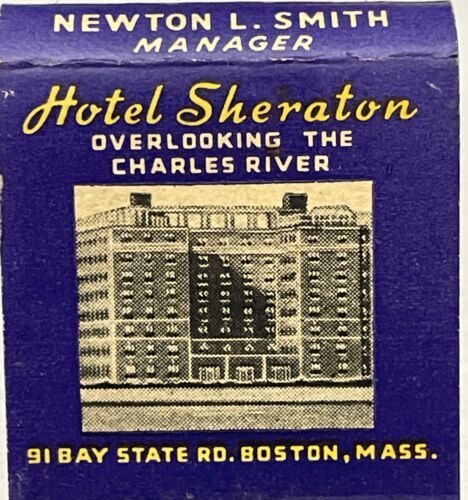 NEWTON L. SMITH
MANAGER
Hotel Sheraton
OVERLOOKING THE
CHARLES RIVER
91 BAY STATE RD. BOSTON, MASS.